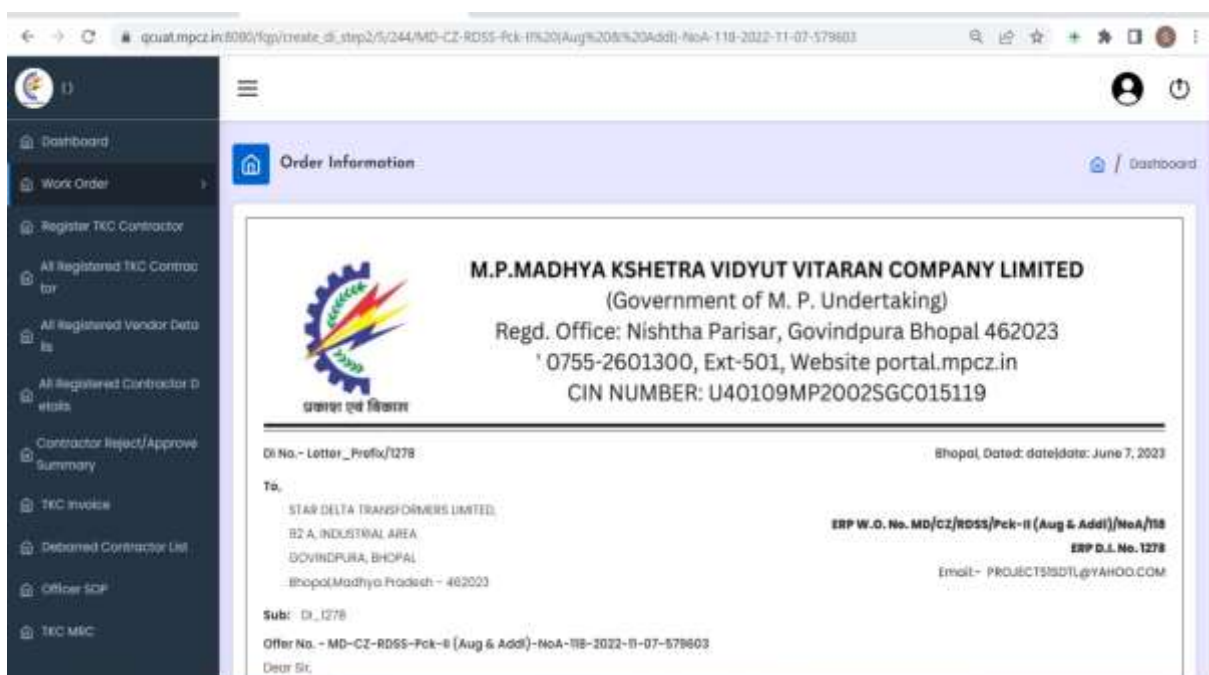 qcuat.mpcz.in:8080/fqp/create_di_step2/5/244/MD-CZ-RDSS-Pck-II%20(Aug%20&%20Addl)-NoA-118-2022-11-07-579603
()
Dashboard
Work Order
Register TKC Contractor
All Registered TKC Contrac
tor
All Registered Vendor Deta
ils
All Registered Contractor D
etails
Contractor Reject/Approve
Summary
TKC Invoice
Debarred Contractor List
Officer SOP
TKC MRC
Order Information
/ Dashboard
M.P.MADHYA KSHETRA VIDYUT VITARAN COMPANY LIMITED
(Government of M. P. Undertaking)
Regd. Office: Nishtha Parisar, Govindpura Bhopal 462023
' 0755-2601300, Ext-501, Website portal.mpcz.in
CIN NUMBER: U40109MP2002SGC015119
प्रकाश एवं विकास
DI No.- Letter_Prefix/1278
Bhopal, Dated: date|date: June 7, 2023
To,
STAR DELTA TRANSFORMERS LIMITED,
92 A, INDUSTRIAL AREA
GOVINDPURA, BHOPAL
Bhopal,Madhya Pradesh - 462023
ERP W.O. No. MD/CZ/RDSS/Pck-II (Aug & Addl)/NoA/118
ERP D.I. No. 1278
Email:- PROJECTS1SDTL@YAHOO.COM
Sub: DI_1278
Offer No. - MD-CZ-RDSS-Pck-II (Aug & Addl)-NoA-118-2022-11-07-579603
Dear Sir,